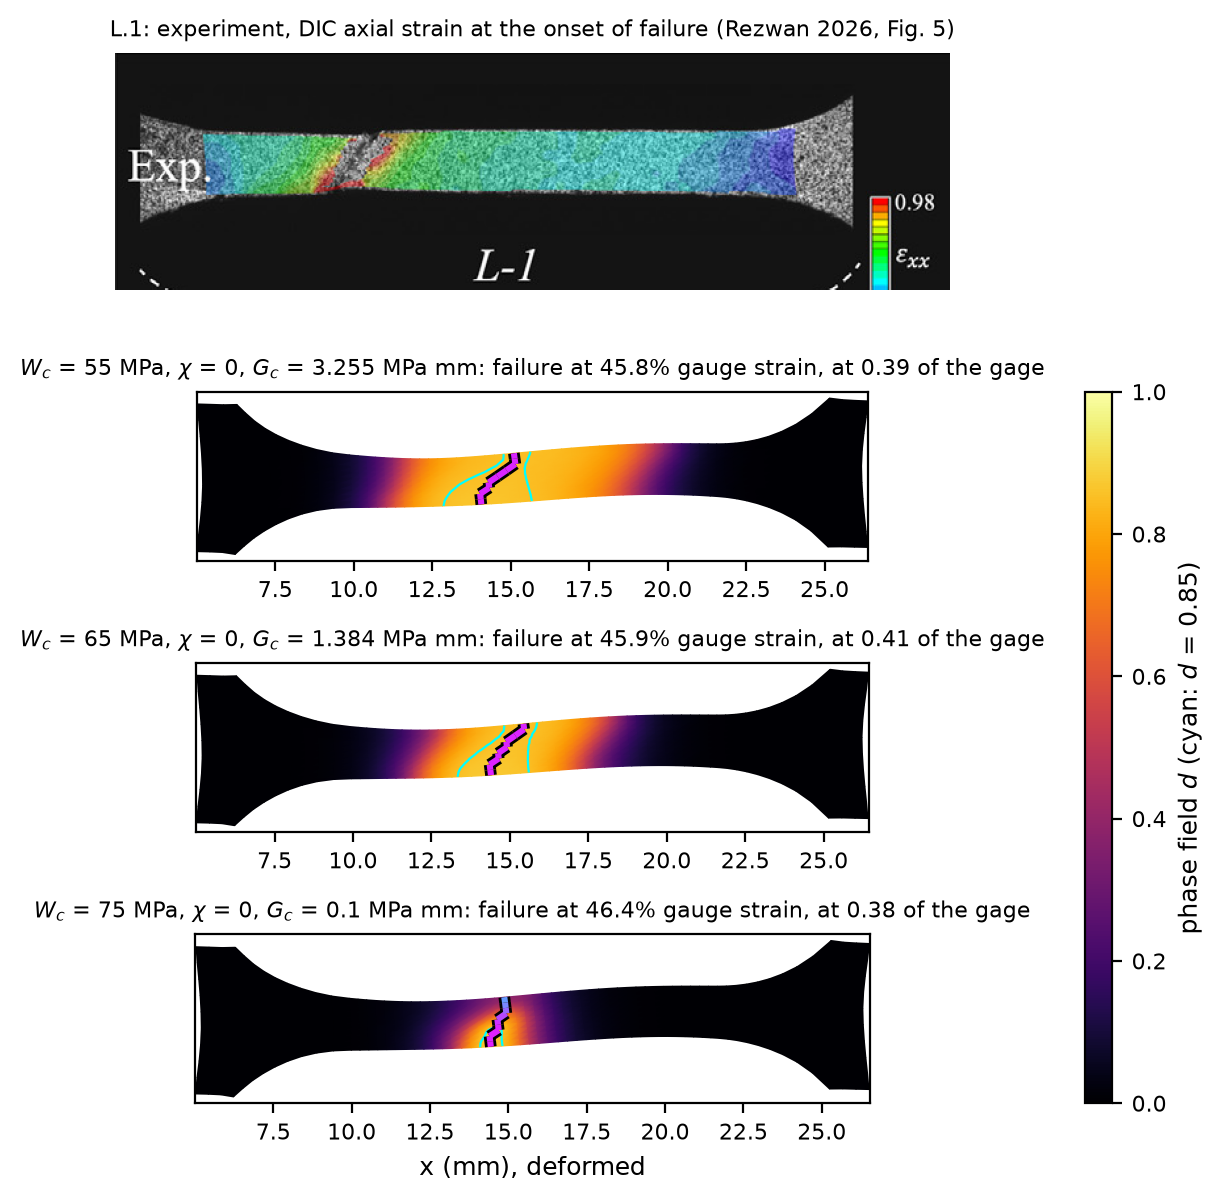 L.1: experiment, DIC axial strain at the onset of failure (Rezwan 2026, Fig. 5)
Exp.
0.98
εxx
L-1
Wc = 55 MPa, χ = 0, Gc = 3.255 MPa mm: failure at 45.8% gauge strain, at 0.39 of the gage
7.5 10.0 12.5 15.0 17.5 20.0 22.5 25.0
Wc = 65 MPa, χ = 0, Gc = 1.384 MPa mm: failure at 45.9% gauge strain, at 0.41 of the gage
7.5 10.0 12.5 15.0 17.5 20.0 22.5 25.0
Wc = 75 MPa, χ = 0, Gc = 0.1 MPa mm: failure at 46.4% gauge strain, at 0.38 of the gage
7.5 10.0 12.5 15.0 17.5 20.0 22.5 25.0
x (mm), deformed
1.0
0.8
0.6
0.4
0.2
0.0
phase field d (cyan: d = 0.85)